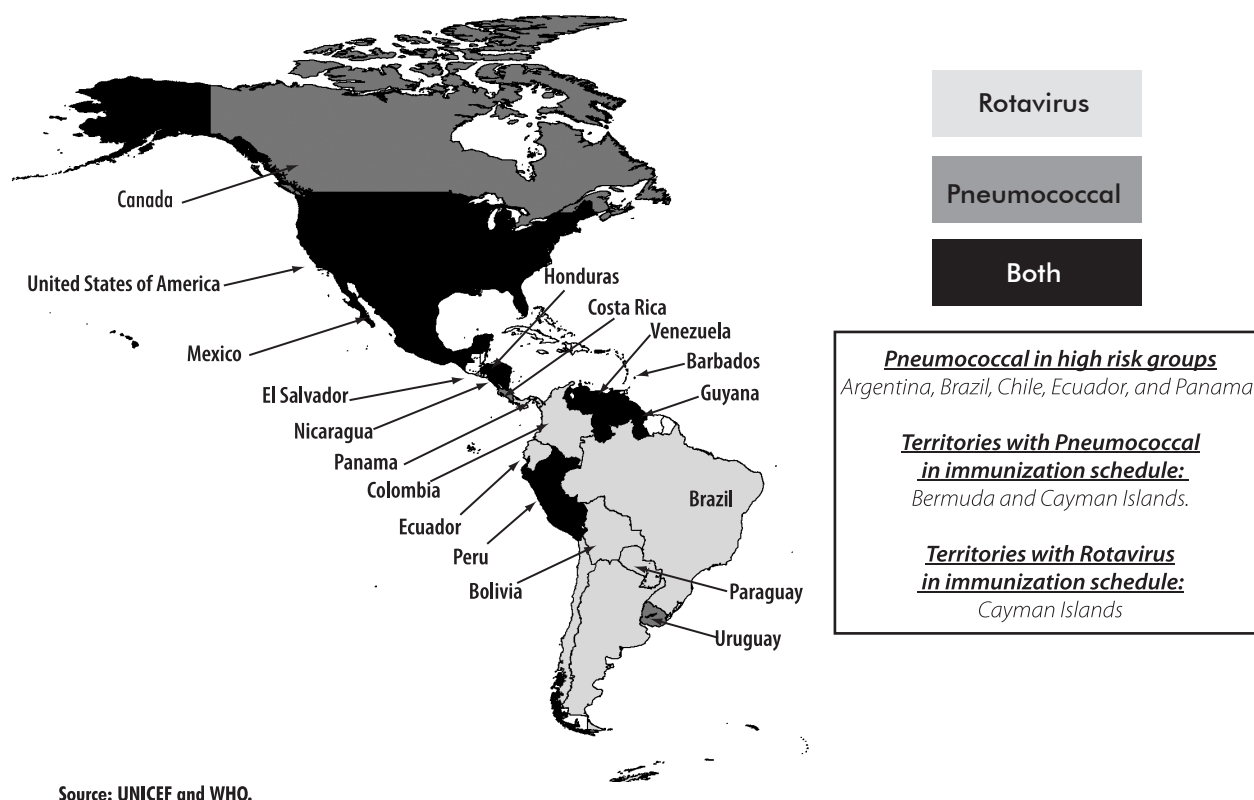 Rotavirus
Pneumococcal
Both
Canada
United States of America
Mexico
Honduras
Costa Rica
Venezuela
Barbados
Guyana
El Salvador
Nicaragua
Panama
Colombia
Ecuador
Peru
Bolivia
Brazil
Paraguay
Uruguay
Pneumococcal in high risk groups
Argentina, Brazil, Chile, Ecuador, and Panama
Territories with Pneumococcal
in immunization schedule:
Bermuda and Cayman Islands.
Territories with Rotavirus
in immunization schedule:
Cayman Islands
Source: UNICEF and WHO.